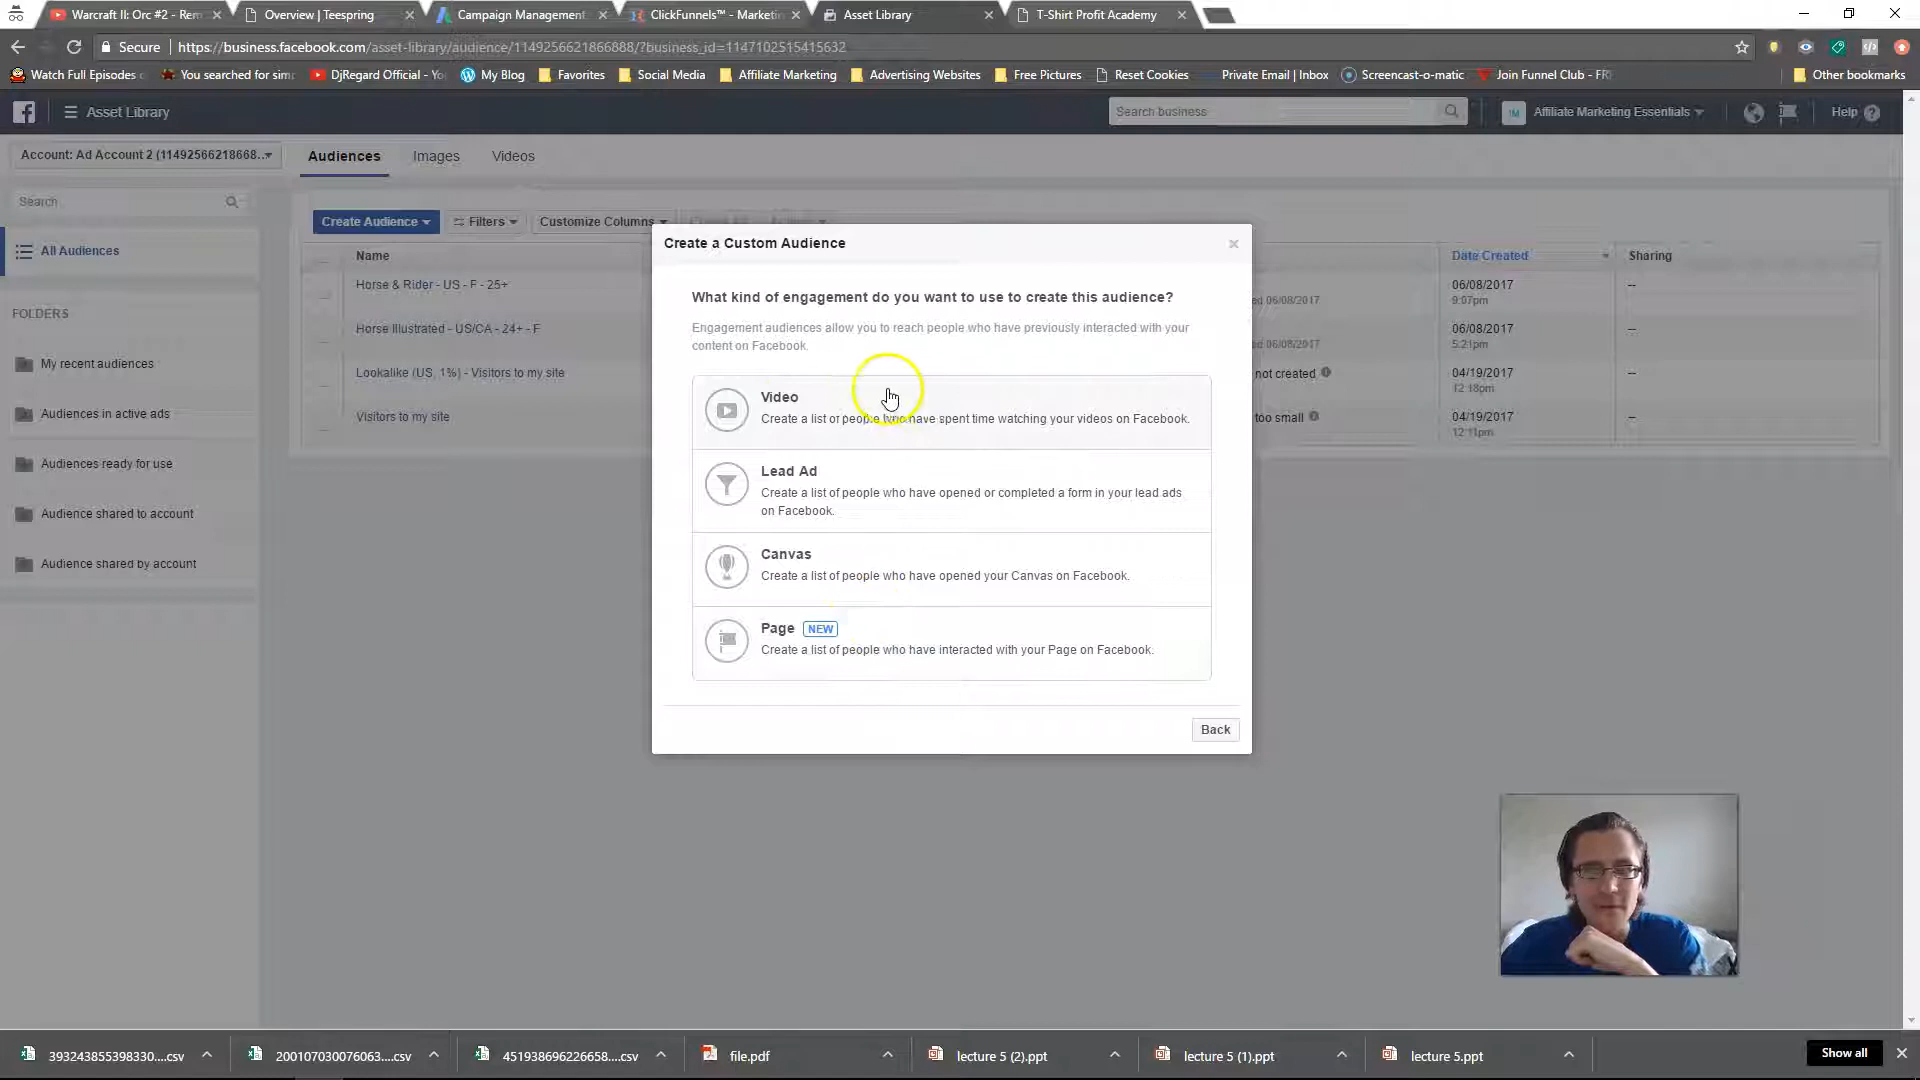 Warcraft II: Orc #2 - Rem
Overview | Teespring
Campaign Management
ClickFunnels™ - Marketin
Asset Library
T-Shirt Profit Academy
Secure
https://business.facebook.com/asset-library/audience/1149256621866888/?business_id=1147102515415632
Watch Full Episodes
You searched for sim
DjRegard Official - Yo
My Blog
Favorites
Social Media
Affiliate Marketing
Advertising Websites
Free Pictures
Reset Cookies
Private Email | Inbox
Screencast-o-matic
Join Funnel Club - FR
Other bookmarks
Asset Library
Search business
Affiliate Marketing Essentials
Help
Account: Ad Account 2 (11492566218668...
Audiences
Images
Videos
Search
Create Audience
Filters
Customize Columns
All Audiences
Name
Date Created
Sharing
Horse & Rider - US - F - 25+
ed 06/08/2017
06/08/2017
9:07pm
--
FOLDERS
Horse Illustrated - US/CA - 24+ - F
ed 06/08/2017
06/08/2017
5:21pm
--
My recent audiences
Lookalike (US, 1%) - Visitors to my site
not created
04/19/2017
12:18pm
--
Audiences in active ads
Visitors to my site
too small
04/19/2017
12:11pm
--
Audiences ready for use
Audience shared to account
Audience shared by account
Create a Custom Audience
What kind of engagement do you want to use to create this audience?
Engagement audiences allow you to reach people who have previously interacted with your
content on Facebook.
Video
Create a list of people who have spent time watching your videos on Facebook.
Lead Ad
Create a list of people who have opened or completed a form in your lead ads
on Facebook.
Canvas
Create a list of people who have opened your Canvas on Facebook.
Page NEW
Create a list of people who have interacted with your Page on Facebook.
Back
393243855398330....csv
200107030076063....csv
451938696226658....csv
file.pdf
lecture 5 (2).ppt
lecture 5 (1).ppt
lecture 5.ppt
Show all